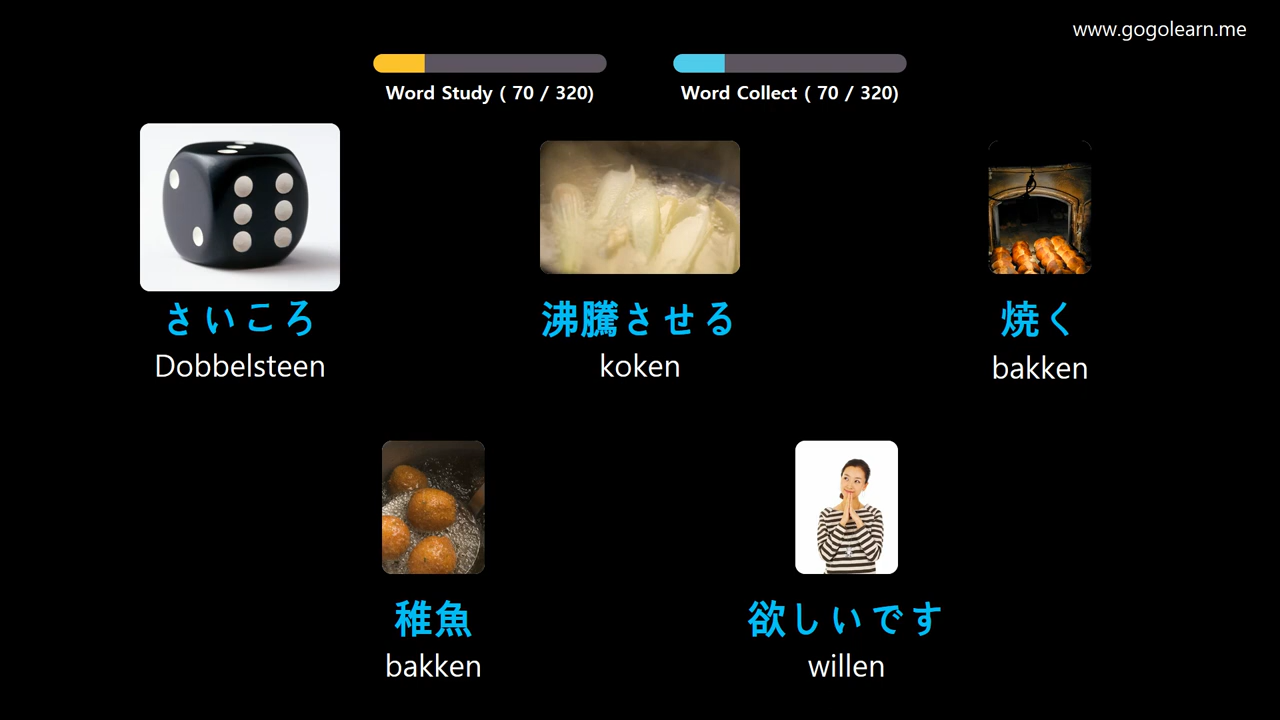 www.gogolearn.me
Word Study ( 70 / 320)
Word Collect ( 70 / 320)
さいころ
Dobbelsteen
沸騰させる
koken
焼く
bakken
稚魚
bakken
欲しいです
willen